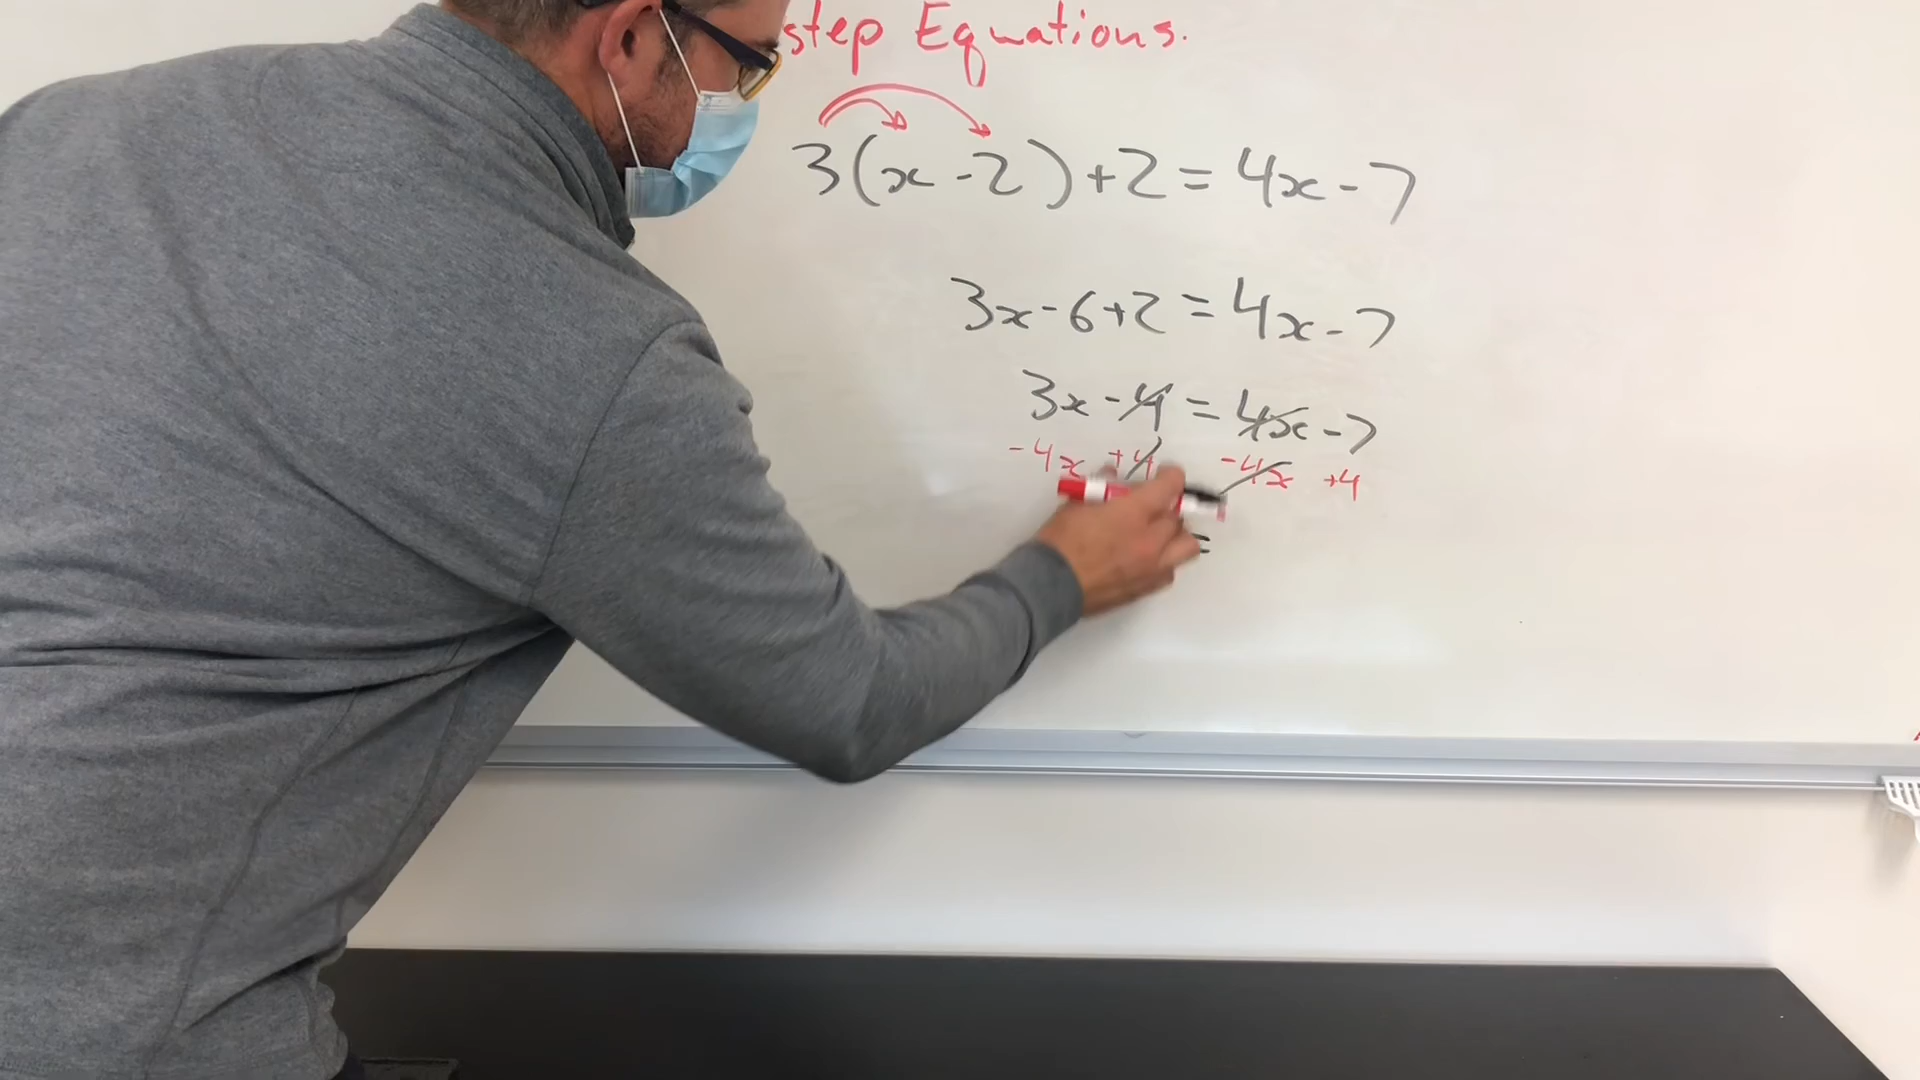 step Equations.
3(x-2)+2=4x-7
3x-6+2=4x-7
3x-4=4x-7
-4x +4 -4x +4
=